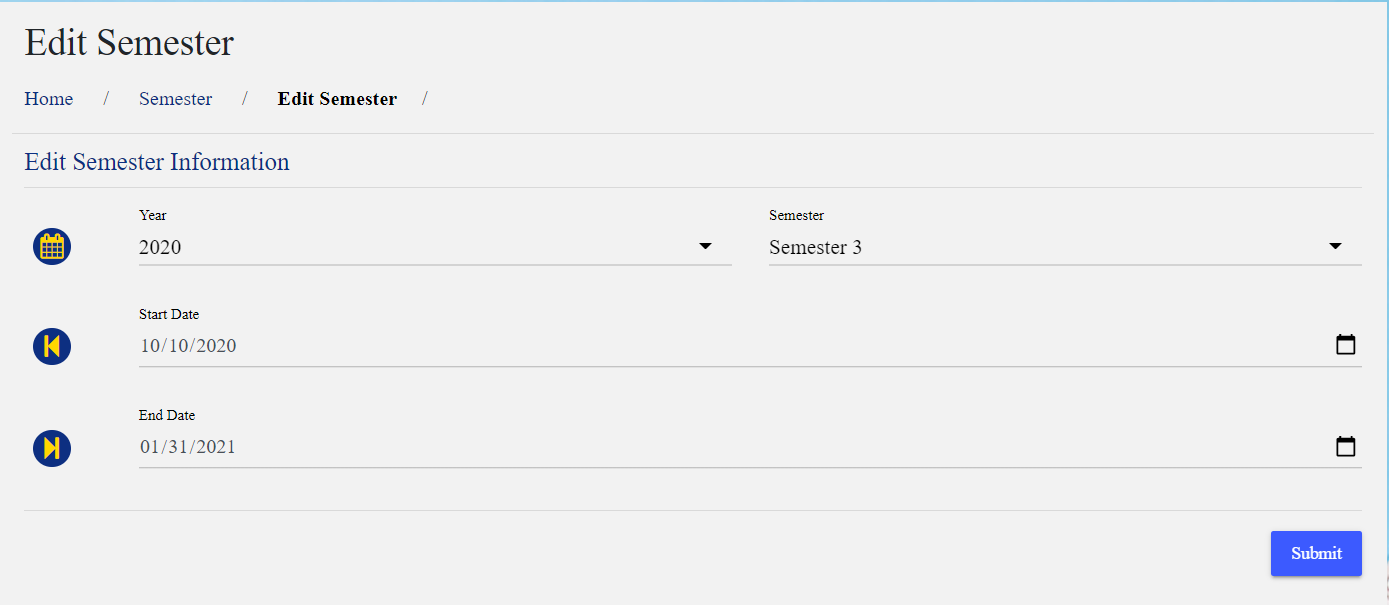 Edit Semester
Home / Semester / Edit Semester /
Edit Semester Information
Year Semester
2020 Semester 3
Start Date
10/10/2020
End Date
01/31/2021
Submit